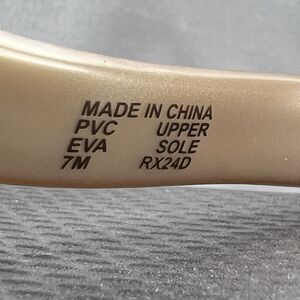 MADE IN CHINA
PVC UPPER
EVA SOLE
7M RX24D